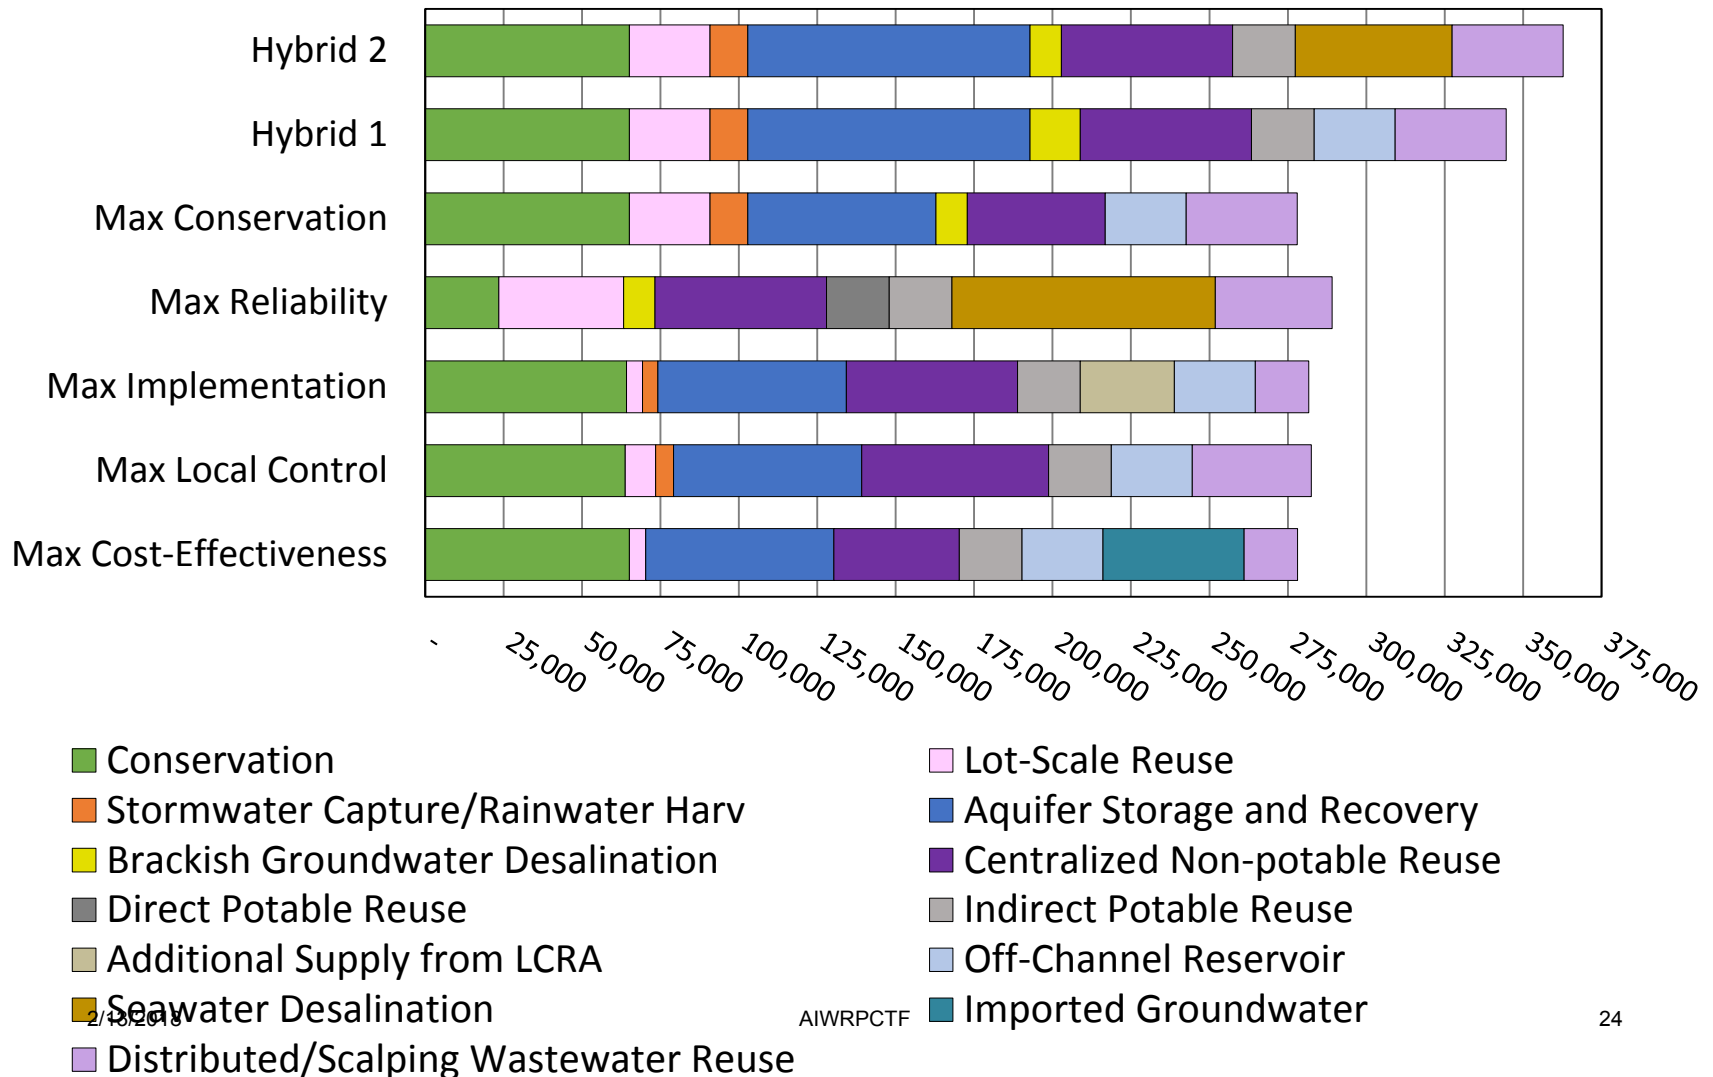 Hybrid 2
Hybrid 1
Max Conservation
Max Reliability
Max Implementation
Max Local Control
Max Cost-Effectiveness
- 25,000 50,000 75,000 100,000 125,000 150,000 175,000 200,000 225,000 250,000 275,000 300,000 325,000 350,000 375,000
Conservation Lot-Scale Reuse
Stormwater Capture/Rainwater Harv Aquifer Storage and Recovery
Brackish Groundwater Desalination Centralized Non-potable Reuse
Direct Potable Reuse Indirect Potable Reuse
Additional Supply from LCRA Off-Channel Reservoir
Seawater Desalination Imported Groundwater
2/13/2018 AIWRPCTF 24
Distributed/Scalping Wastewater Reuse